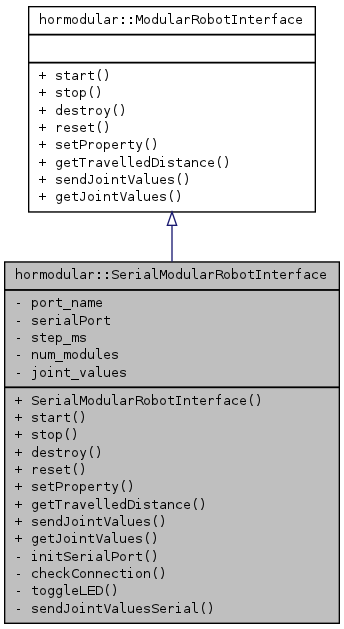 hormodular::ModularRobotInterface
+ start()
+ stop()
+ destroy()
+ reset()
+ setProperty()
+ getTravelledDistance()
+ sendJointValues()
+ getJointValues()
hormodular::SerialModularRobotInterface
- port_name
- serialPort
- step_ms
- num_modules
- joint_values
+ SerialModularRobotInterface()
+ start()
+ stop()
+ destroy()
+ reset()
+ setProperty()
+ getTravelledDistance()
+ sendJointValues()
+ getJointValues()
- initSerialPort()
- checkConnection()
- toggleLED()
- sendJointValuesSerial()